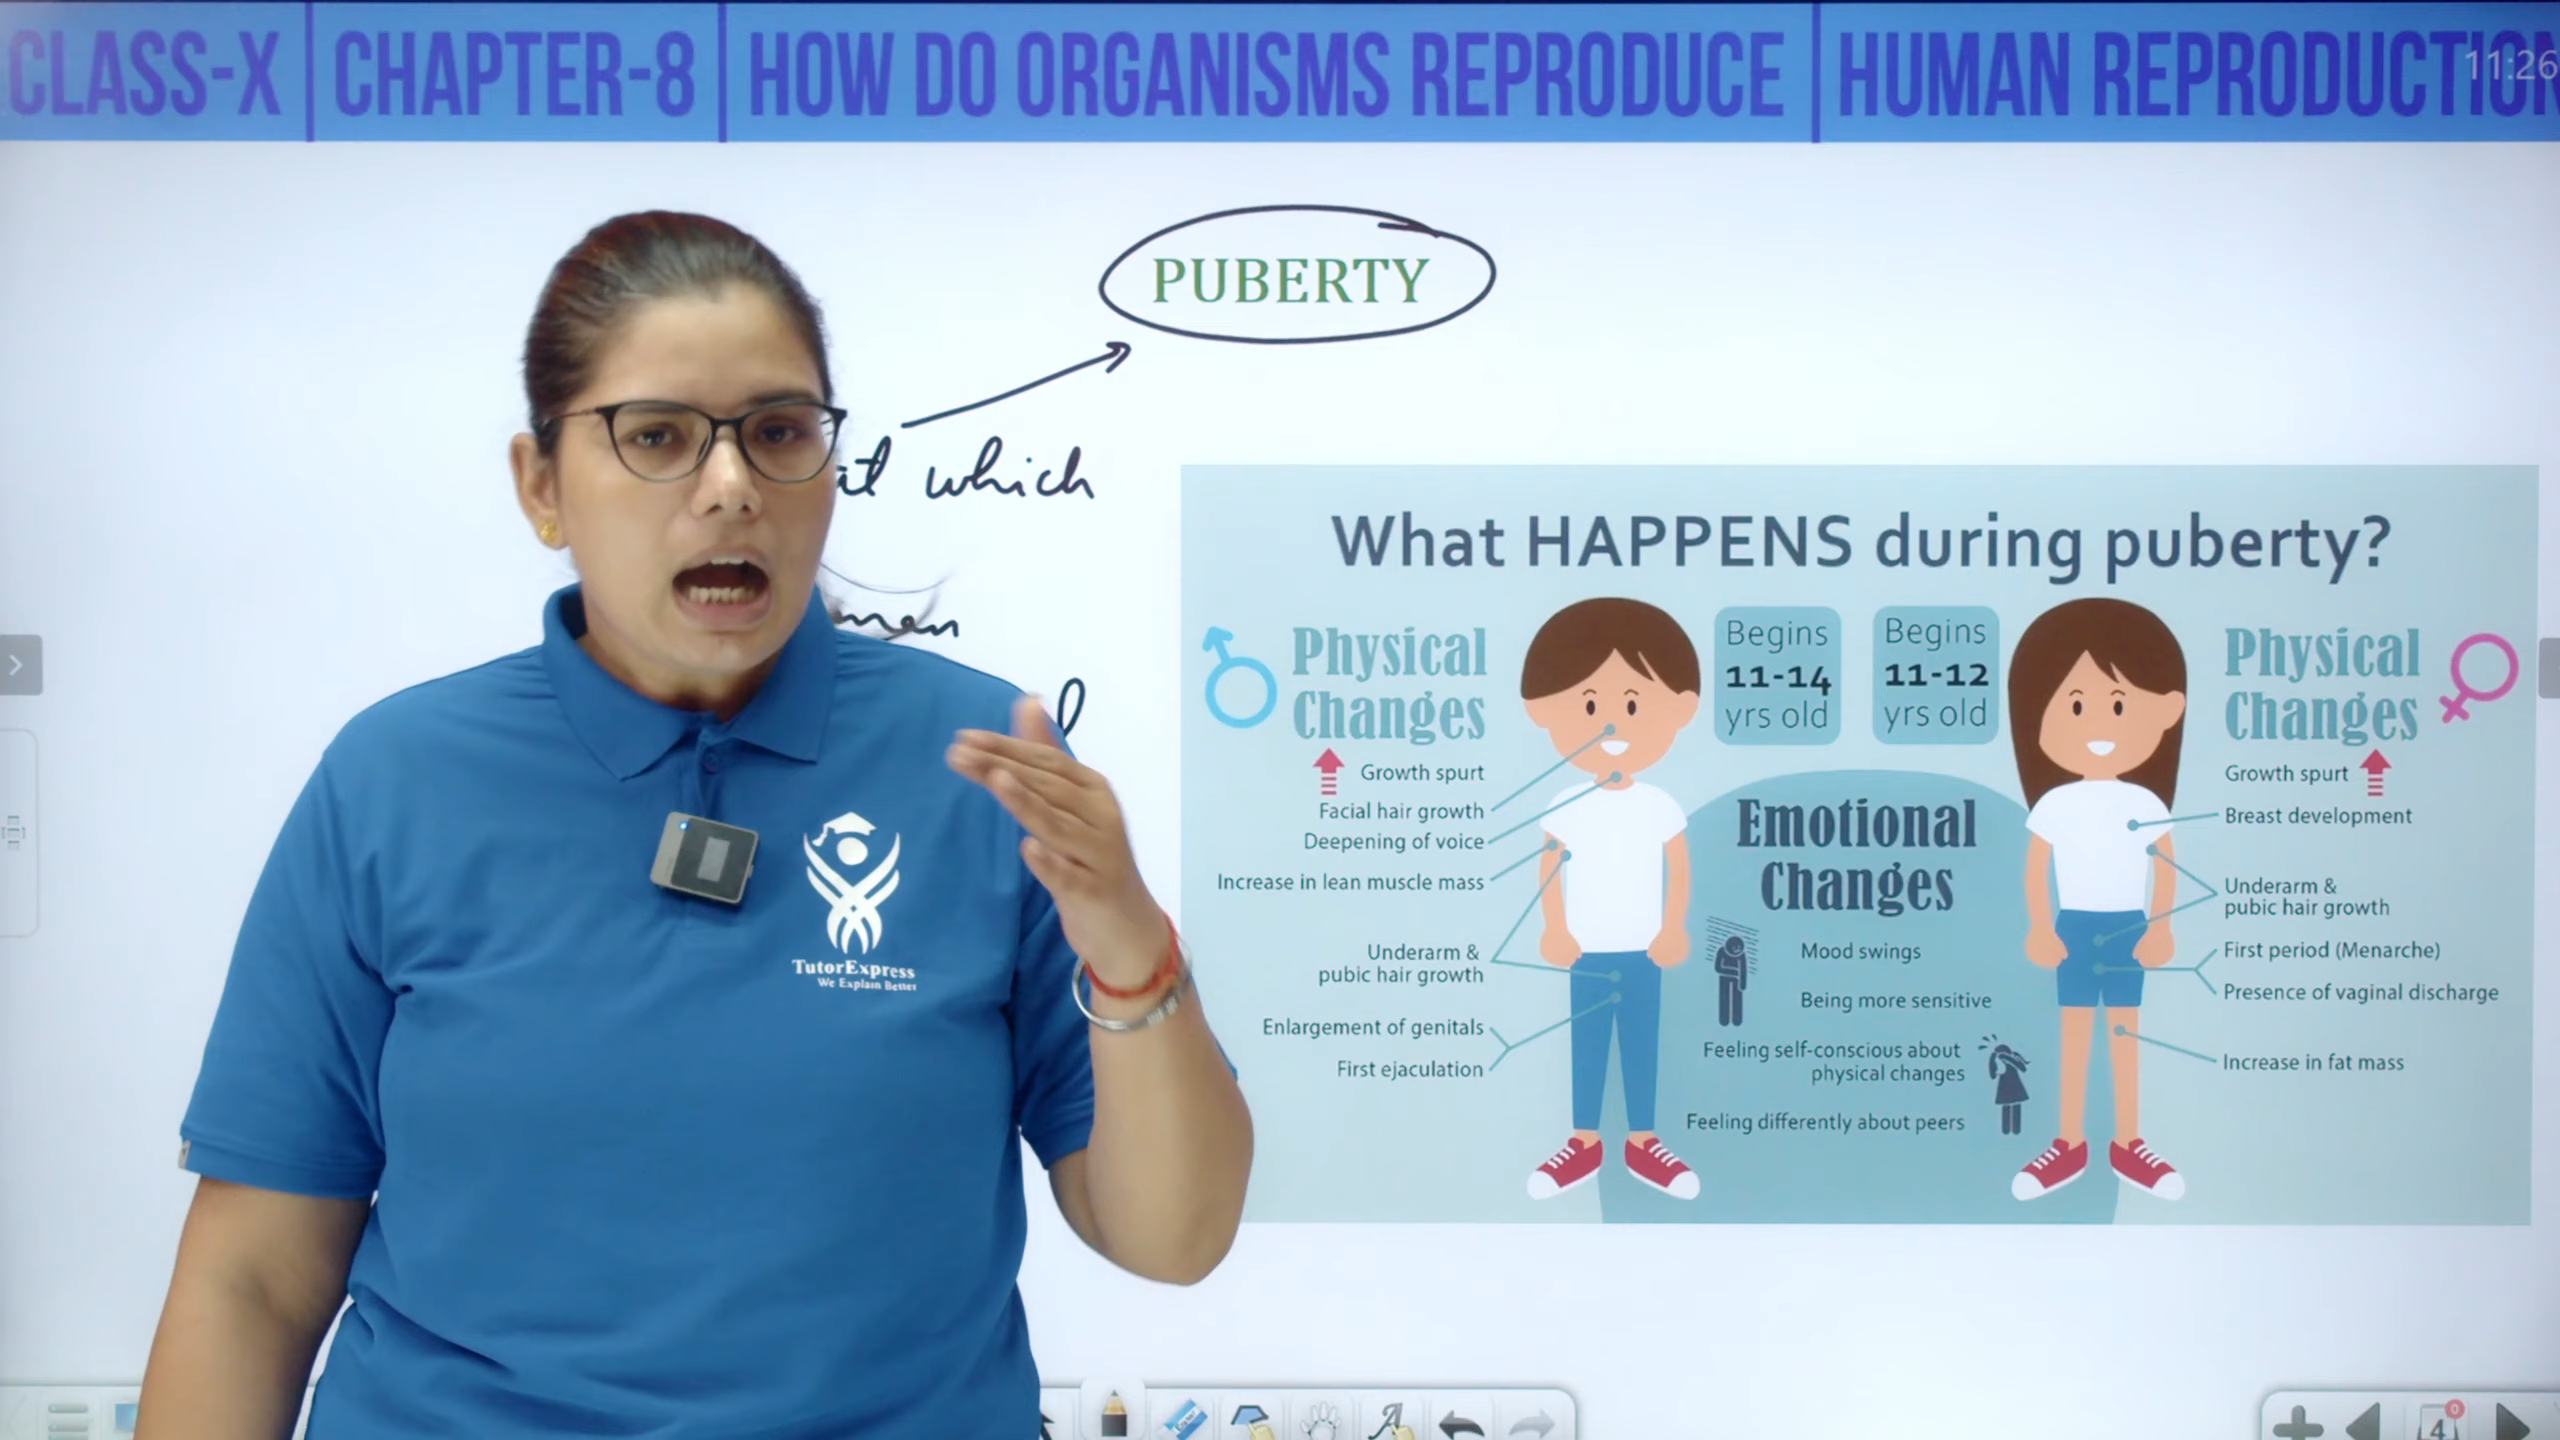 CLASS-X CHAPTER-8 HOW DO ORGANISMS REPRODUCE HUMAN REPRODUCTION
11:26
PUBERTY
which
men
What HAPPENS during puberty?
Physical
Changes
Growth spurt
Facial hair growth
Deepening of voice
Increase in lean muscle mass
Underarm &
pubic hair growth
Enlargement of genitals
First ejaculation
Begins
11-14
yrs old
Begins
11-12
yrs old
Emotional
Changes
Mood swings
Being more sensitive
Feeling self-conscious about
physical changes
Feeling differently about peers
Physical
Changes
Growth spurt
Breast development
Underarm &
pubic hair growth
First period (Menarche)
Presence of vaginal discharge
Increase in fat mass
TutorExpress
We Explain Better
4
0